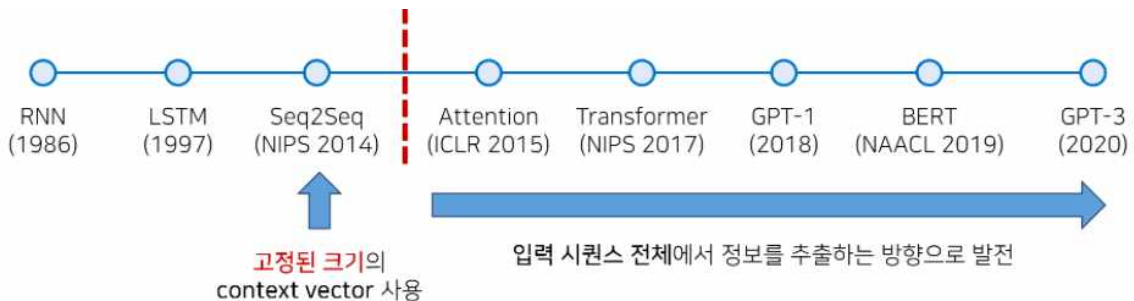 RNN
(1986)
LSTM
(1997)
Seq2Seq
(NIPS 2014)
Attention
(ICLR 2015)
Transformer
(NIPS 2017)
GPT-1
(2018)
BERT
(NAACL 2019)
GPT-3
(2020)
고정된 크기의
context vector 사용
입력 시퀀스 전체에서 정보를 추출하는 방향으로 발전